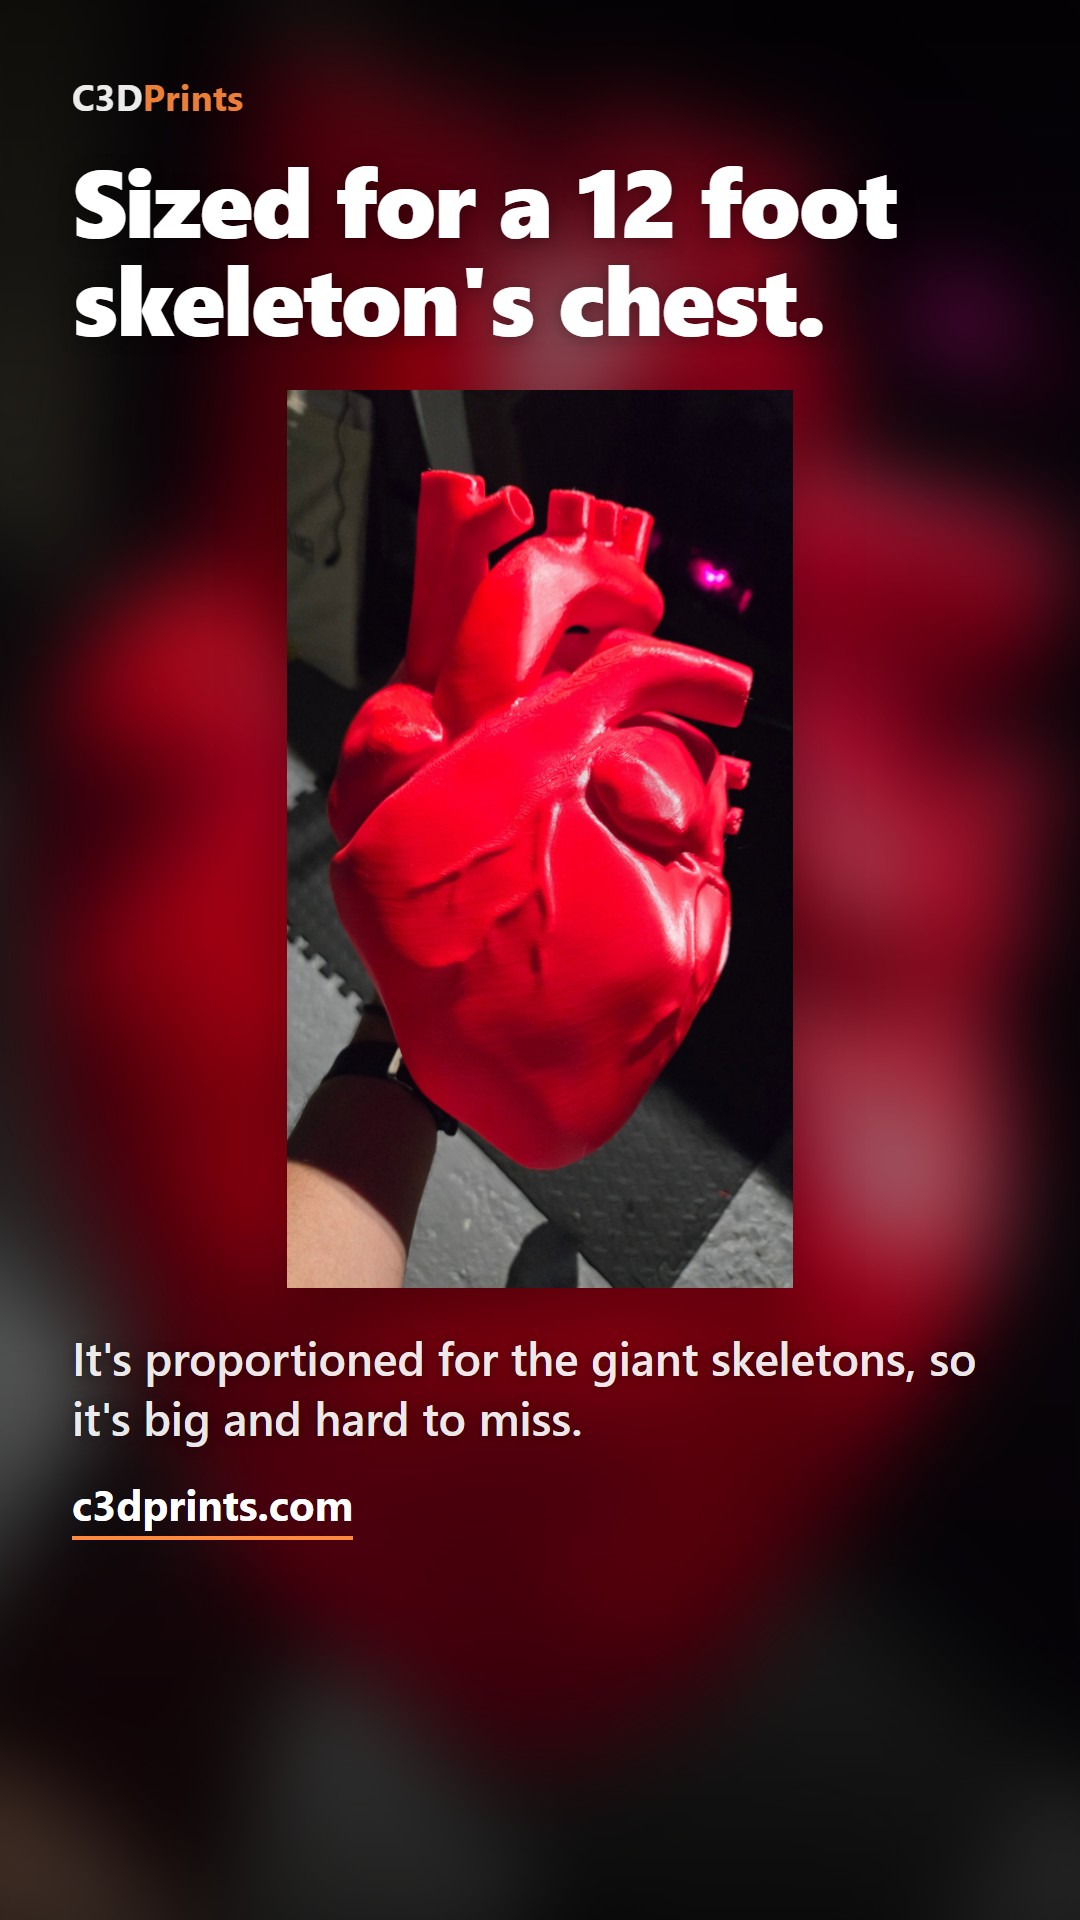 C3DPrints
Sized for a 12 foot
skeleton's chest.
It's proportioned for the giant skeletons, so
it's big and hard to miss.
c3dprints.com